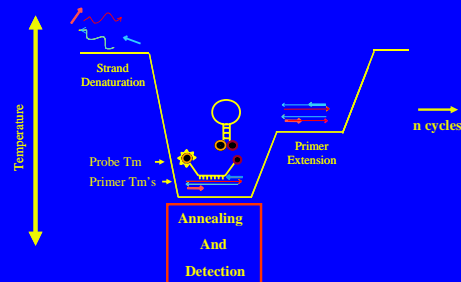 Temperature
Strand
Denaturation
Probe Tm
Primer Tm's
Annealing
And
Detection
Primer
Extension
n cycles